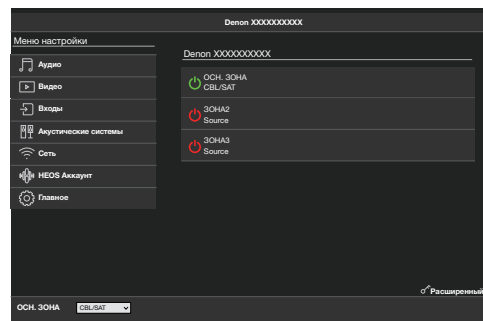 Denon XXXXXXXXXX
Меню настройки
Аудио
Видео
Входы
Акустические системы
Сеть
HEOS Аккаунт
Главное
Denon XXXXXXXXXX
ОСН. ЗОНА
CBL/SAT
ЗОНА2
Source
ЗОНА3
Source
Расширенный
ОСН. ЗОНА CBL/SAT